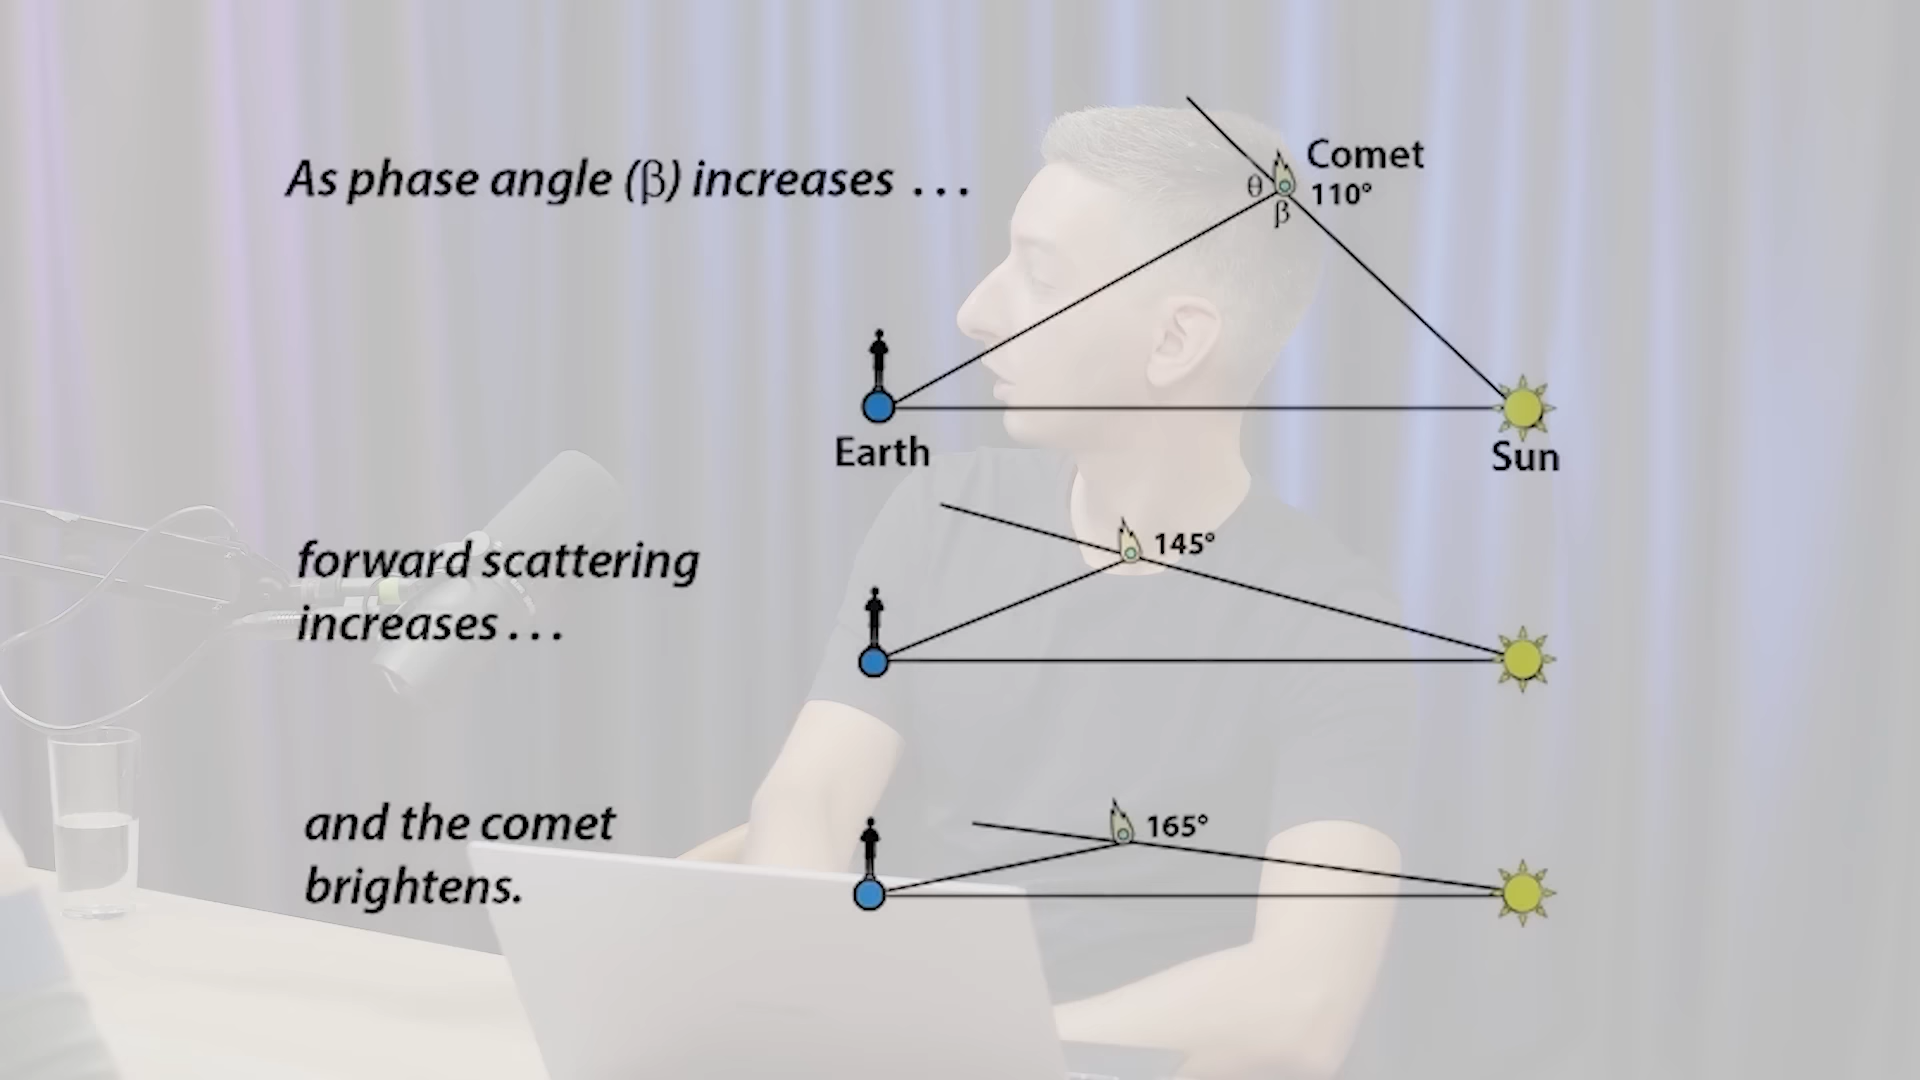 As phase angle (β) increases . . .
Comet
θ
110°
β
Earth
Sun
forward scattering
increases . . .
145°
and the comet
brightens.
165°